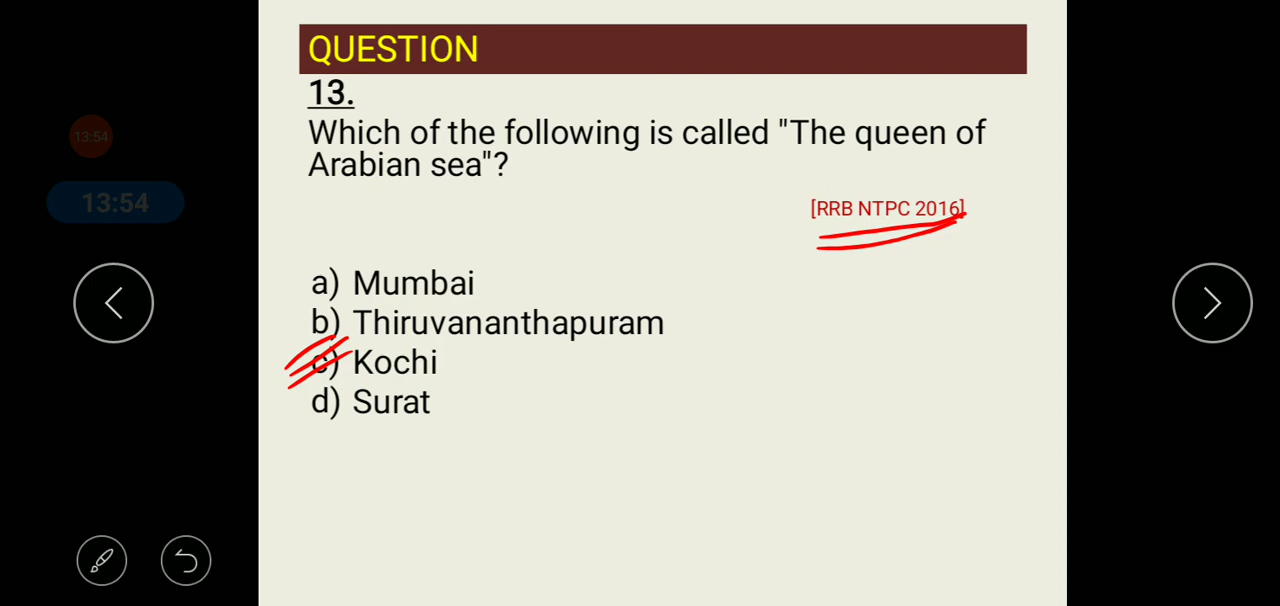 QUESTION
13.
Which of the following is called "The queen of
Arabian sea"?
[RRB NTPC 2016]
a) Mumbai
b) Thiruvananthapuram
c) Kochi
d) Surat
13:54
13:54